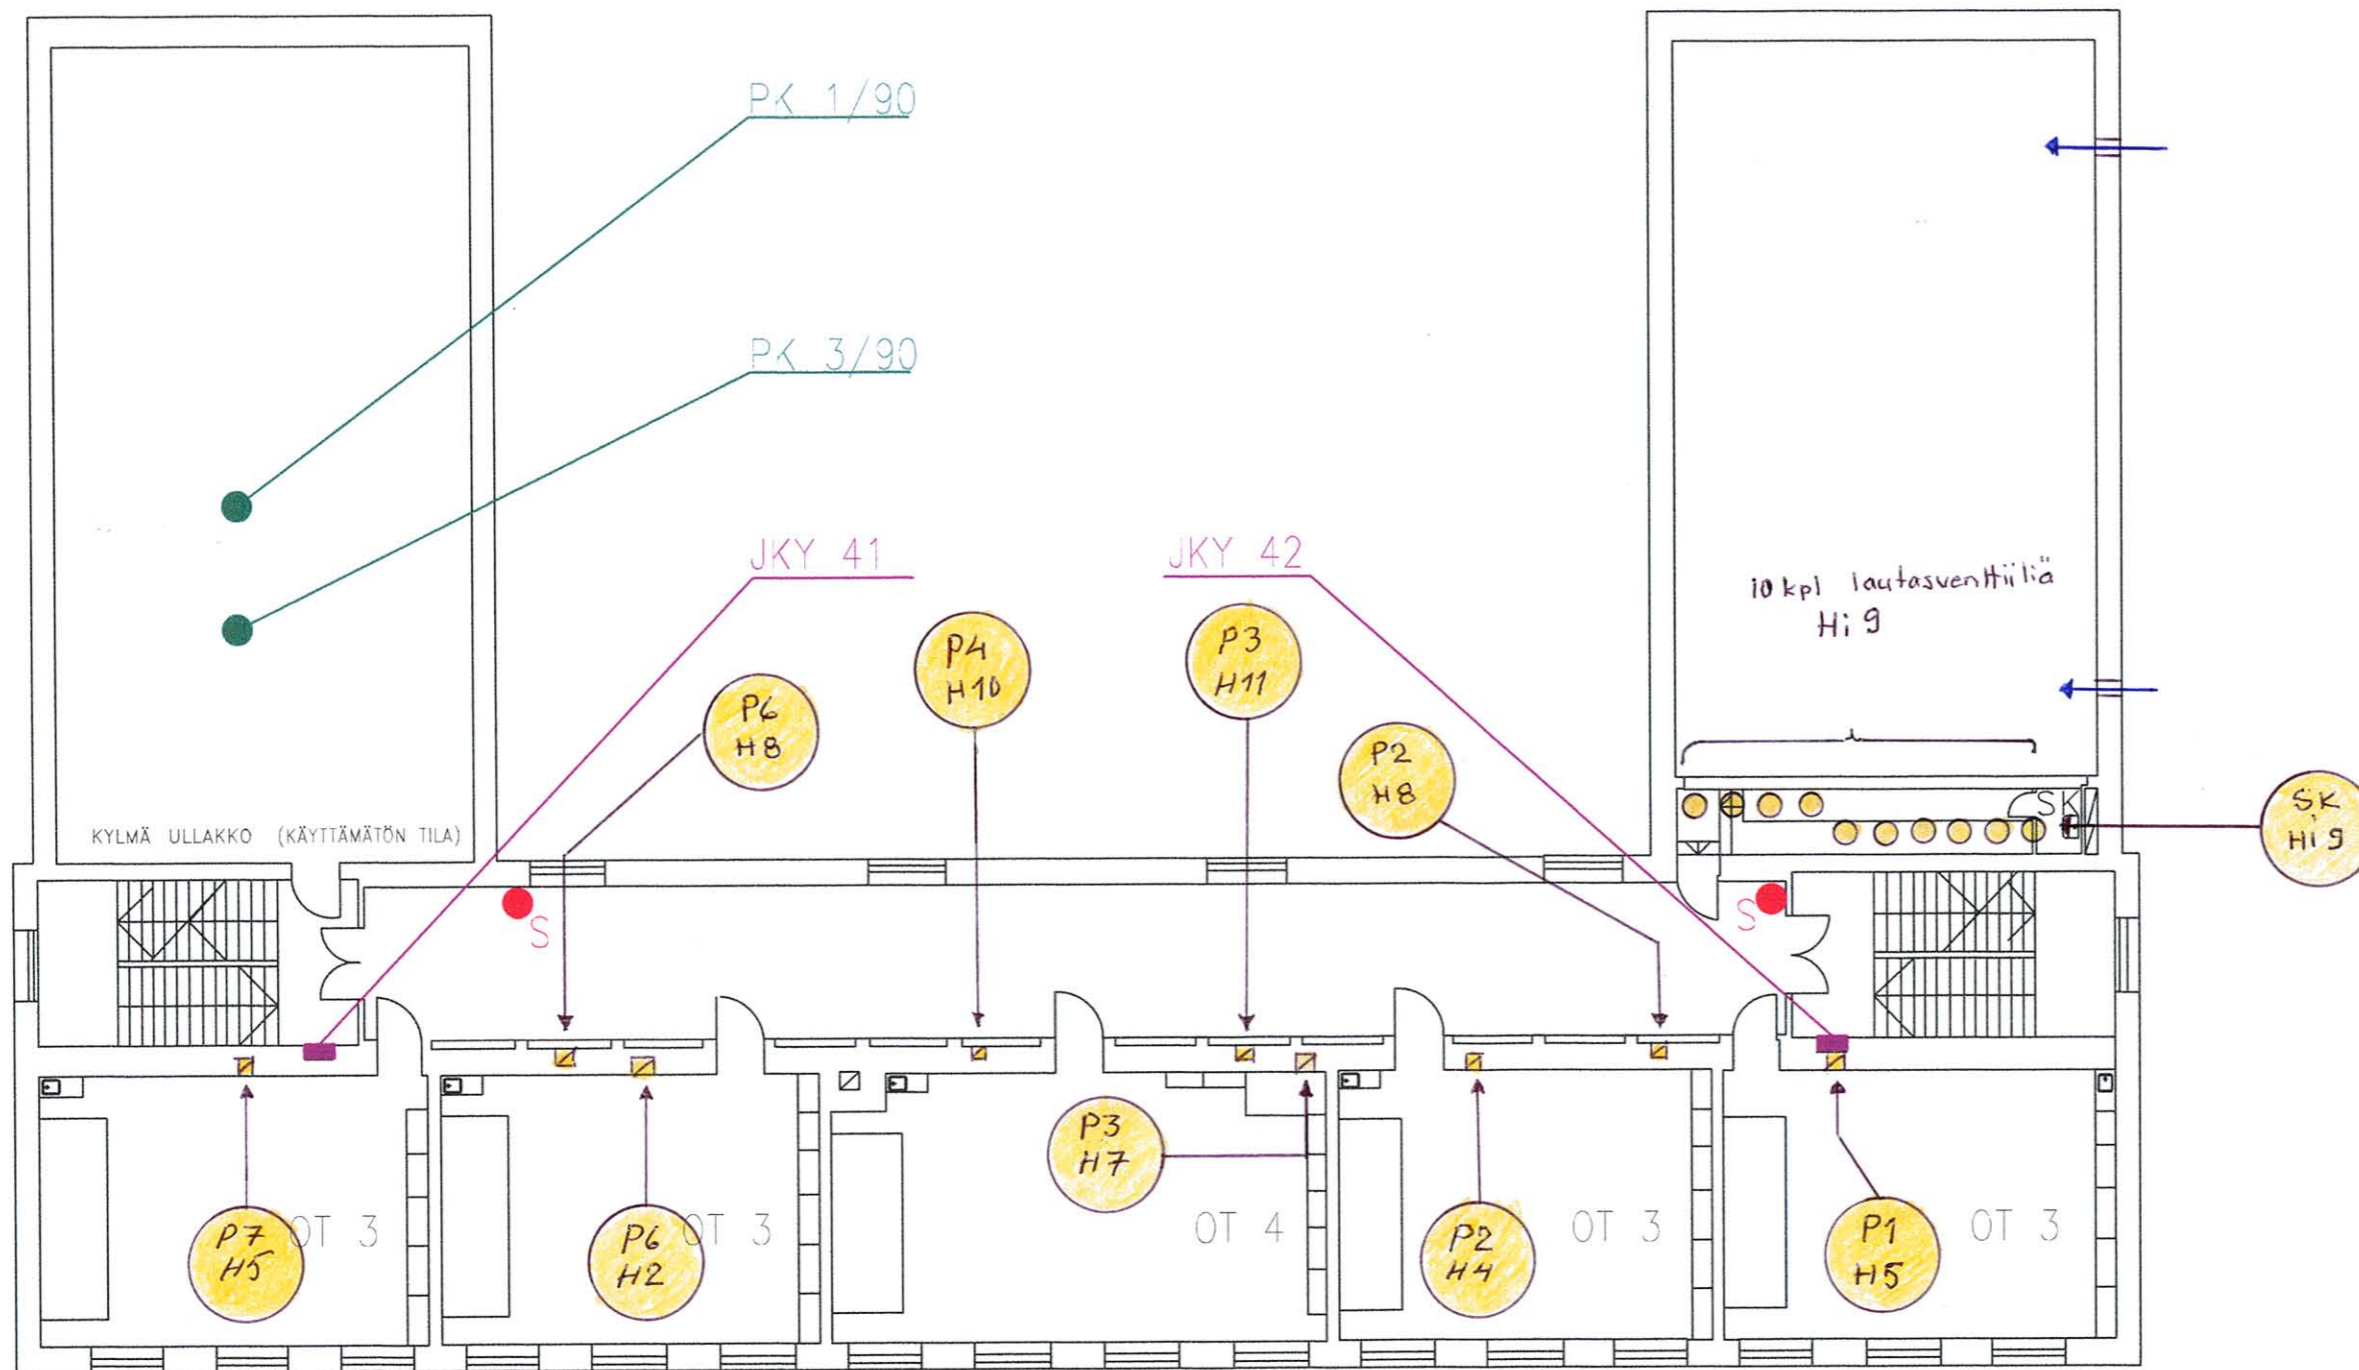 PK 1/90
PK 3/90
JKY 41
JKY 42
10 kpl lautasventtiiliä
Hi 9
P4
H10
P3
H11
P6
H8
P2
H8
SK
SK
Hi 9
KYLMÄ ULLAKKO (KÄYTTÄMÄTÖN TILA)
S
S
P3
H7
P7
H5
OT 3
P6
H2
OT 3
OT 4
P2
H4
OT 3
P1
H5
OT 3